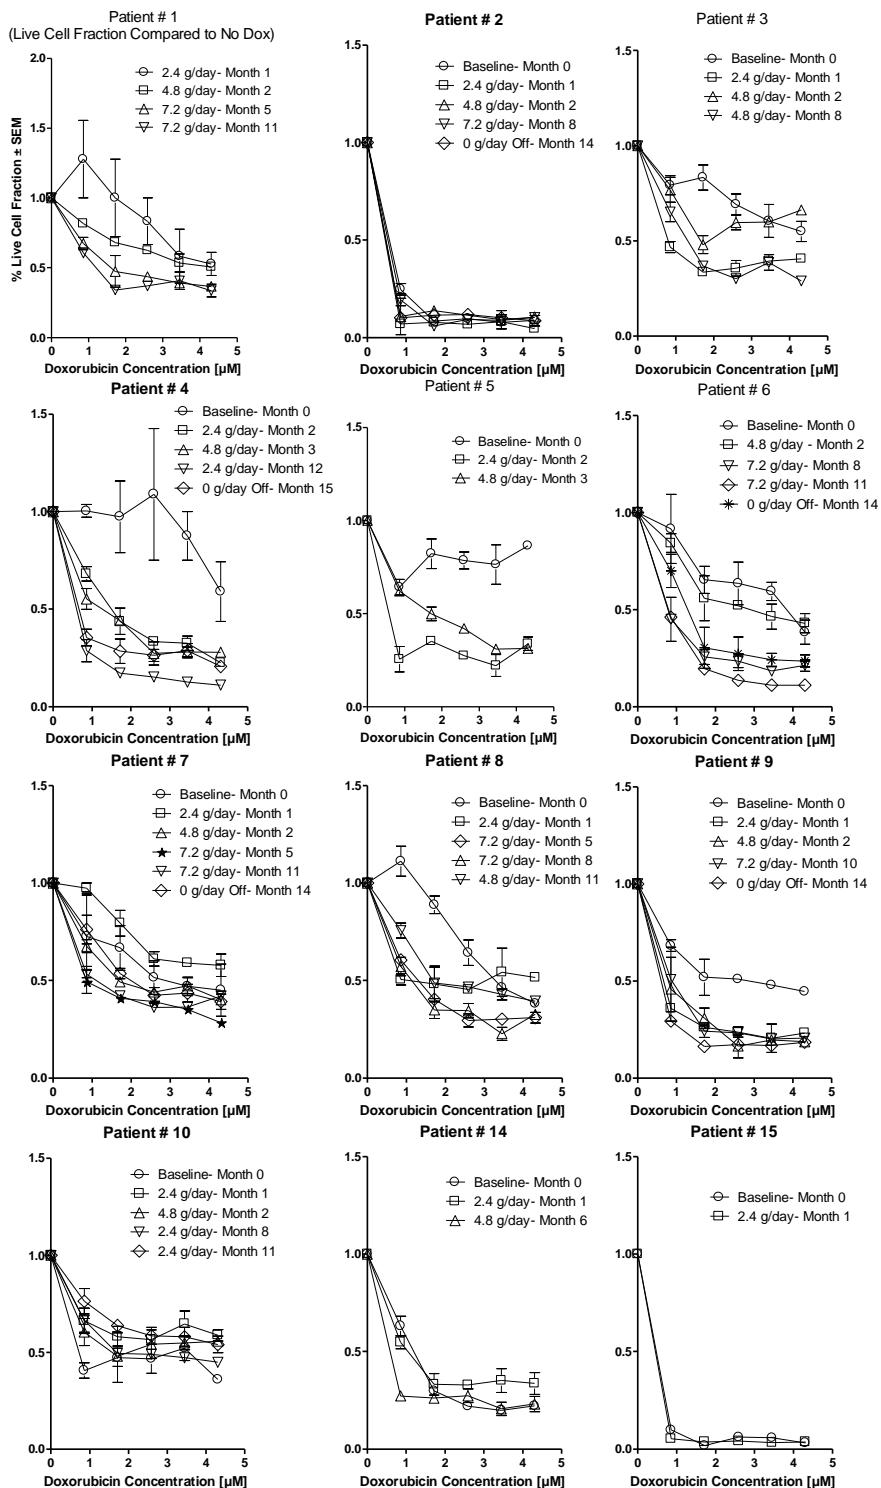 Patient # 1
(Live Cell Fraction Compared to No Dox)
% Live Cell Fraction ± SEM
2.0
1.5
1.0
0.5
0.0
2.4 g/day- Month 1
4.8 g/day- Month 2
7.2 g/day- Month 5
7.2 g/day- Month 11
0 1 2 3 4 5
Doxorubicin Concentration [µM]
Patient # 2
1.5
1.0
0.5
0.0
Baseline- Month 0
2.4 g/day- Month 1
4.8 g/day- Month 2
7.2 g/day- Month 8
0 g/day Off- Month 14
0 1 2 3 4 5
Doxorubicin Concentration [µM]
Patient # 3
1.5
1.0
0.5
0.0
Baseline- Month 0
2.4 g/day- Month 1
4.8 g/day- Month 2
4.8 g/day- Month 8
0 1 2 3 4 5
Doxorubicin Concentration [µM]
Patient # 4
1.5
1.0
0.5
0.0
Baseline- Month 0
2.4 g/day- Month 2
4.8 g/day- Month 3
2.4 g/day- Month 12
0 g/day Off- Month 15
0 1 2 3 4 5
Doxorubicin Concentration [µM]
Patient # 5
1.5
1.0
0.5
0.0
Baseline- Month 0
2.4 g/day- Month 2
4.8 g/day- Month 3
0 1 2 3 4 5
Doxorubicin Concentration [µM]
Patient # 6
1.5
1.0
0.5
0.0
Baseline- Month 0
4.8 g/day - Month 2
7.2 g/day- Month 8
7.2 g/day- Month 11
0 g/day Off- Month 14
0 1 2 3 4 5
Doxorubicin Concentration [µM]
Patient # 7
1.5
1.0
0.5
0.0
Baseline- Month 0
2.4 g/day- Month 1
4.8 g/day- Month 2
7.2 g/day- Month 5
7.2 g/day- Month 11
0 g/day Off- Month 14
0 1 2 3 4 5
Doxorubicin Concentration [µM]
Patient # 8
1.5
1.0
0.5
0.0
Baseline- Month 0
2.4 g/day- Month 1
7.2 g/day- Month 5
7.2 g/day- Month 8
4.8 g/day- Month 11
0 1 2 3 4 5
Doxorubicin Concentration [µM]
Patient # 9
1.5
1.0
0.5
0.0
Baseline- Month 0
2.4 g/day- Month 1
4.8 g/day- Month 2
7.2 g/day- Month 10
0 g/day Off- Month 14
0 1 2 3 4 5
Doxorubicin Concentration [µM]
Patient # 10
1.5
1.0
0.5
0.0
Baseline- Month 0
2.4 g/day- Month 1
4.8 g/day- Month 2
2.4 g/day- Month 8
2.4 g/day- Month 11
0 1 2 3 4 5
Doxorubicin Concentration [µM]
Patient # 14
1.5
1.0
0.5
0.0
Baseline- Month 0
2.4 g/day- Month 1
4.8 g/day- Month 6
0 1 2 3 4 5
Doxorubicin Concentration [µM]
Patient # 15
1.5
1.0
0.5
0.0
Baseline- Month 0
2.4 g/day- Month 1
0 1 2 3 4 5
Doxorubicin Concentration [µM]